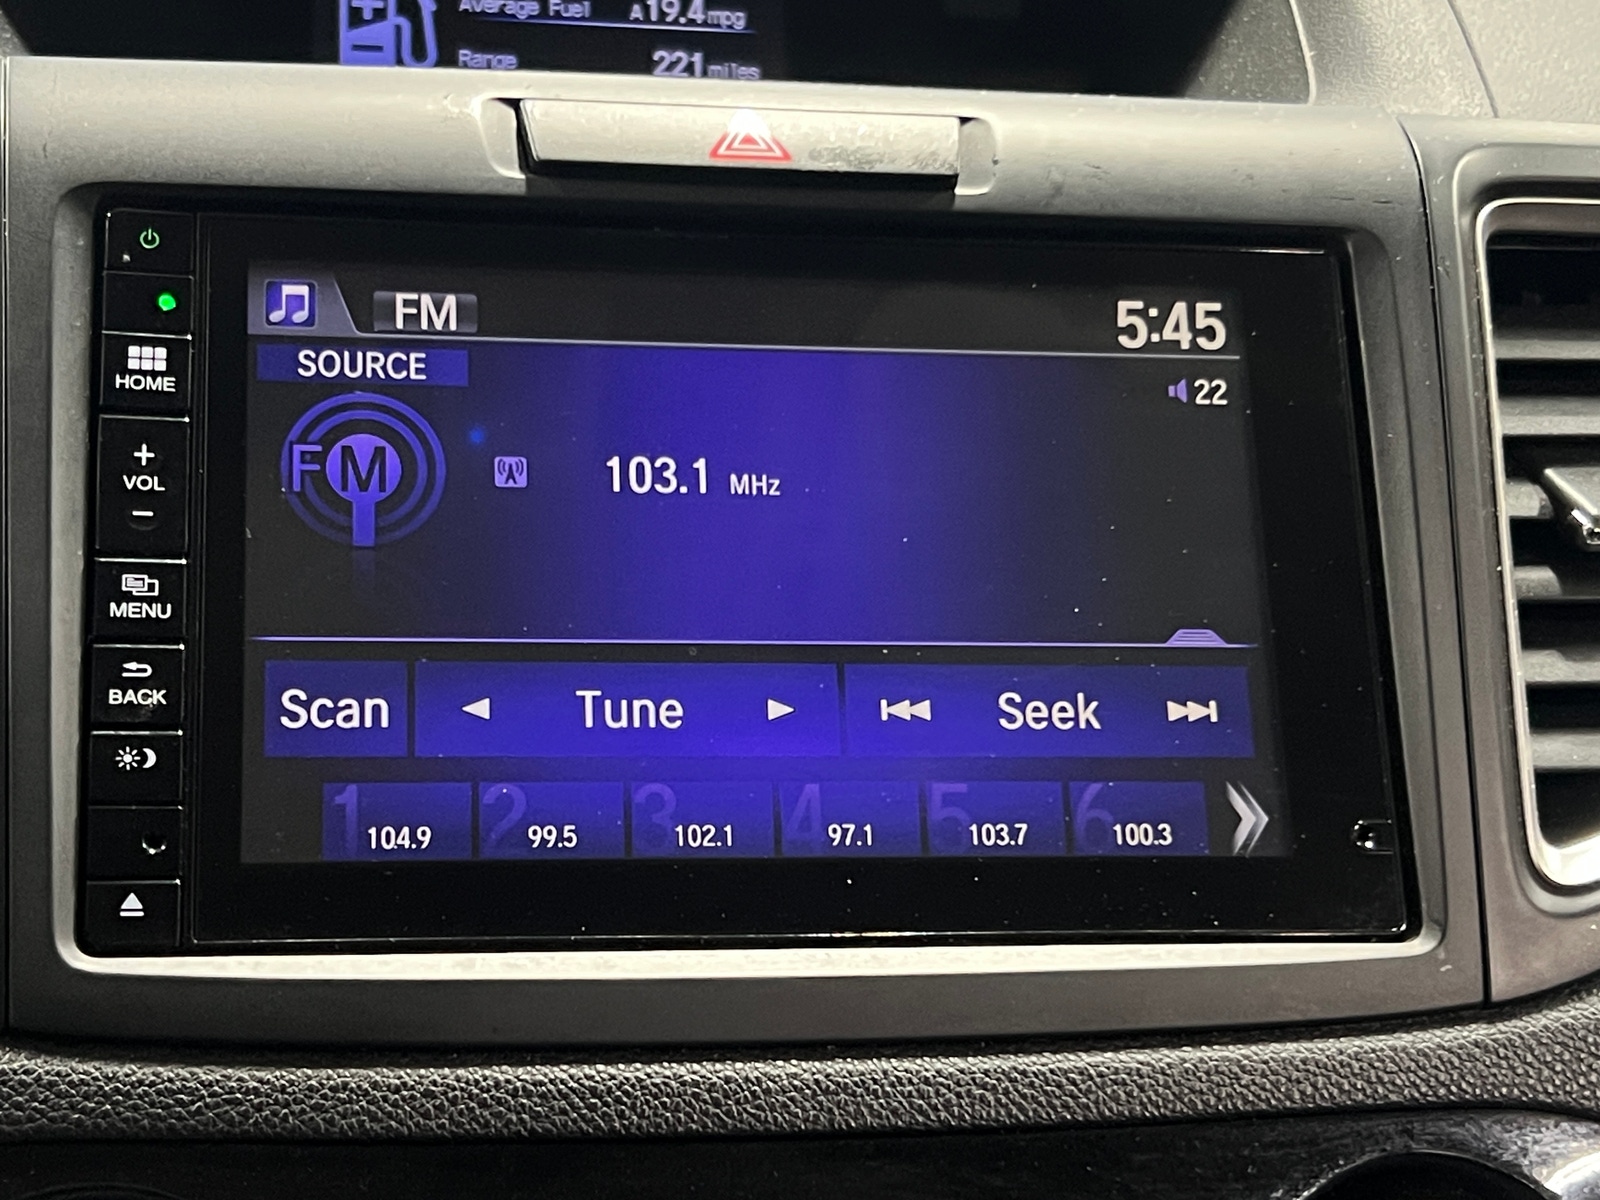 Average Fuel A19.4mpg
Range 221miles
FM 5:45
SOURCE
22
FM
103.1 MHz
HOME
+
VOL
−
MENU
BACK
Scan Tune Seek
1 104.9 2 99.5 3 102.1 4 97.1 5 103.7 6 100.3